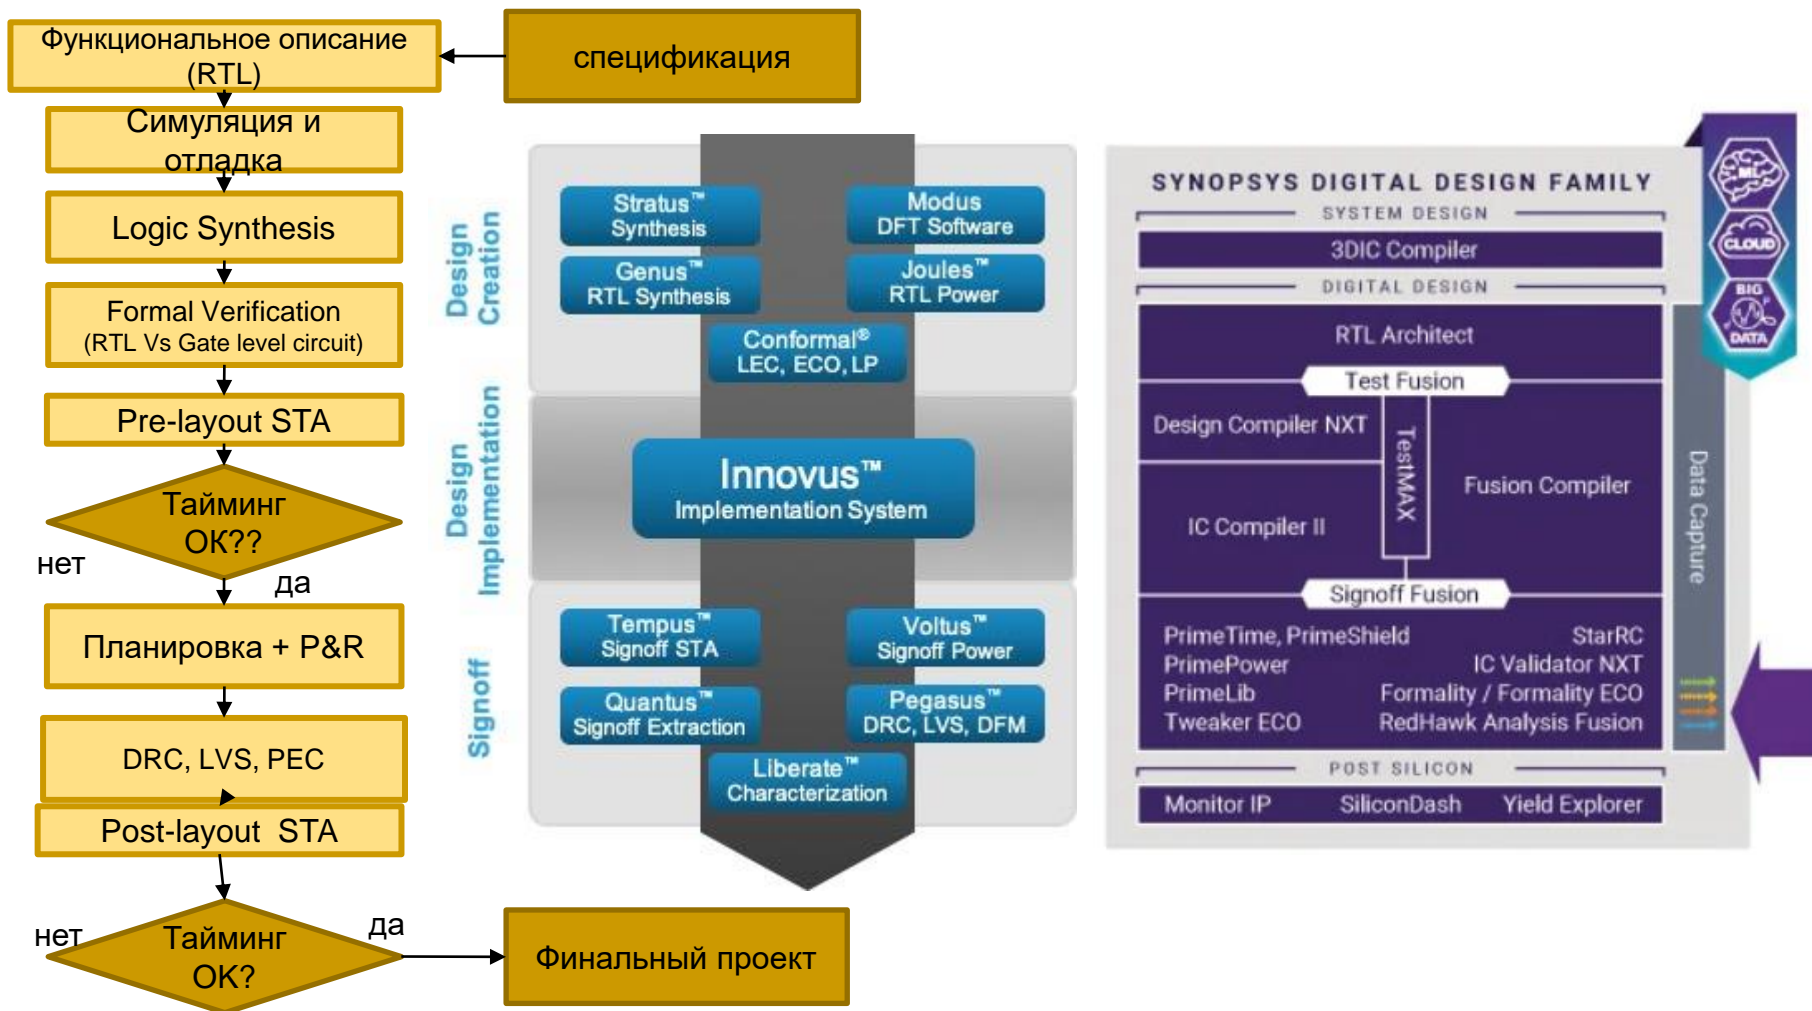 Функциональное описание
(RTL)
спецификация
Симуляция и
отладка
Logic Synthesis
Formal Verification
(RTL Vs Gate level circuit)
Pre-layout STA
Тайминг
ОК??
нет
да
Планировка + P&R
DRC, LVS, PEC
Post-layout STA
Тайминг
ОК?
нет
да
Финальный проект
Design
Creation
Stratus™
Synthesis
Modus
DFT Software
Genus™
RTL Synthesis
Joules™
RTL Power
Conformal®
LEC, ECO, LP
Design
Implementation
Innovus™
Implementation System
Signoff
Tempus™
Signoff STA
Voltus™
Signoff Power
Quantus™
Signoff Extraction
Pegasus™
DRC, LVS, DFM
Liberate™
Characterization
SYNOPSYS DIGITAL DESIGN FAMILY
SYSTEM DESIGN
3DIC Compiler
DIGITAL DESIGN
RTL Architect
Test Fusion
Design Compiler NXT
TestMAX
Fusion Compiler
IC Compiler II
Signoff Fusion
PrimeTime, PrimeShield
StarRC
PrimePower
IC Validator NXT
PrimeLib
Formality / Formality ECO
Tweaker ECO
RedHawk Analysis Fusion
POST SILICON
Monitor IP
SiliconDash
Yield Explorer
Data Capture
ML
CLOUD
BIG
DATA